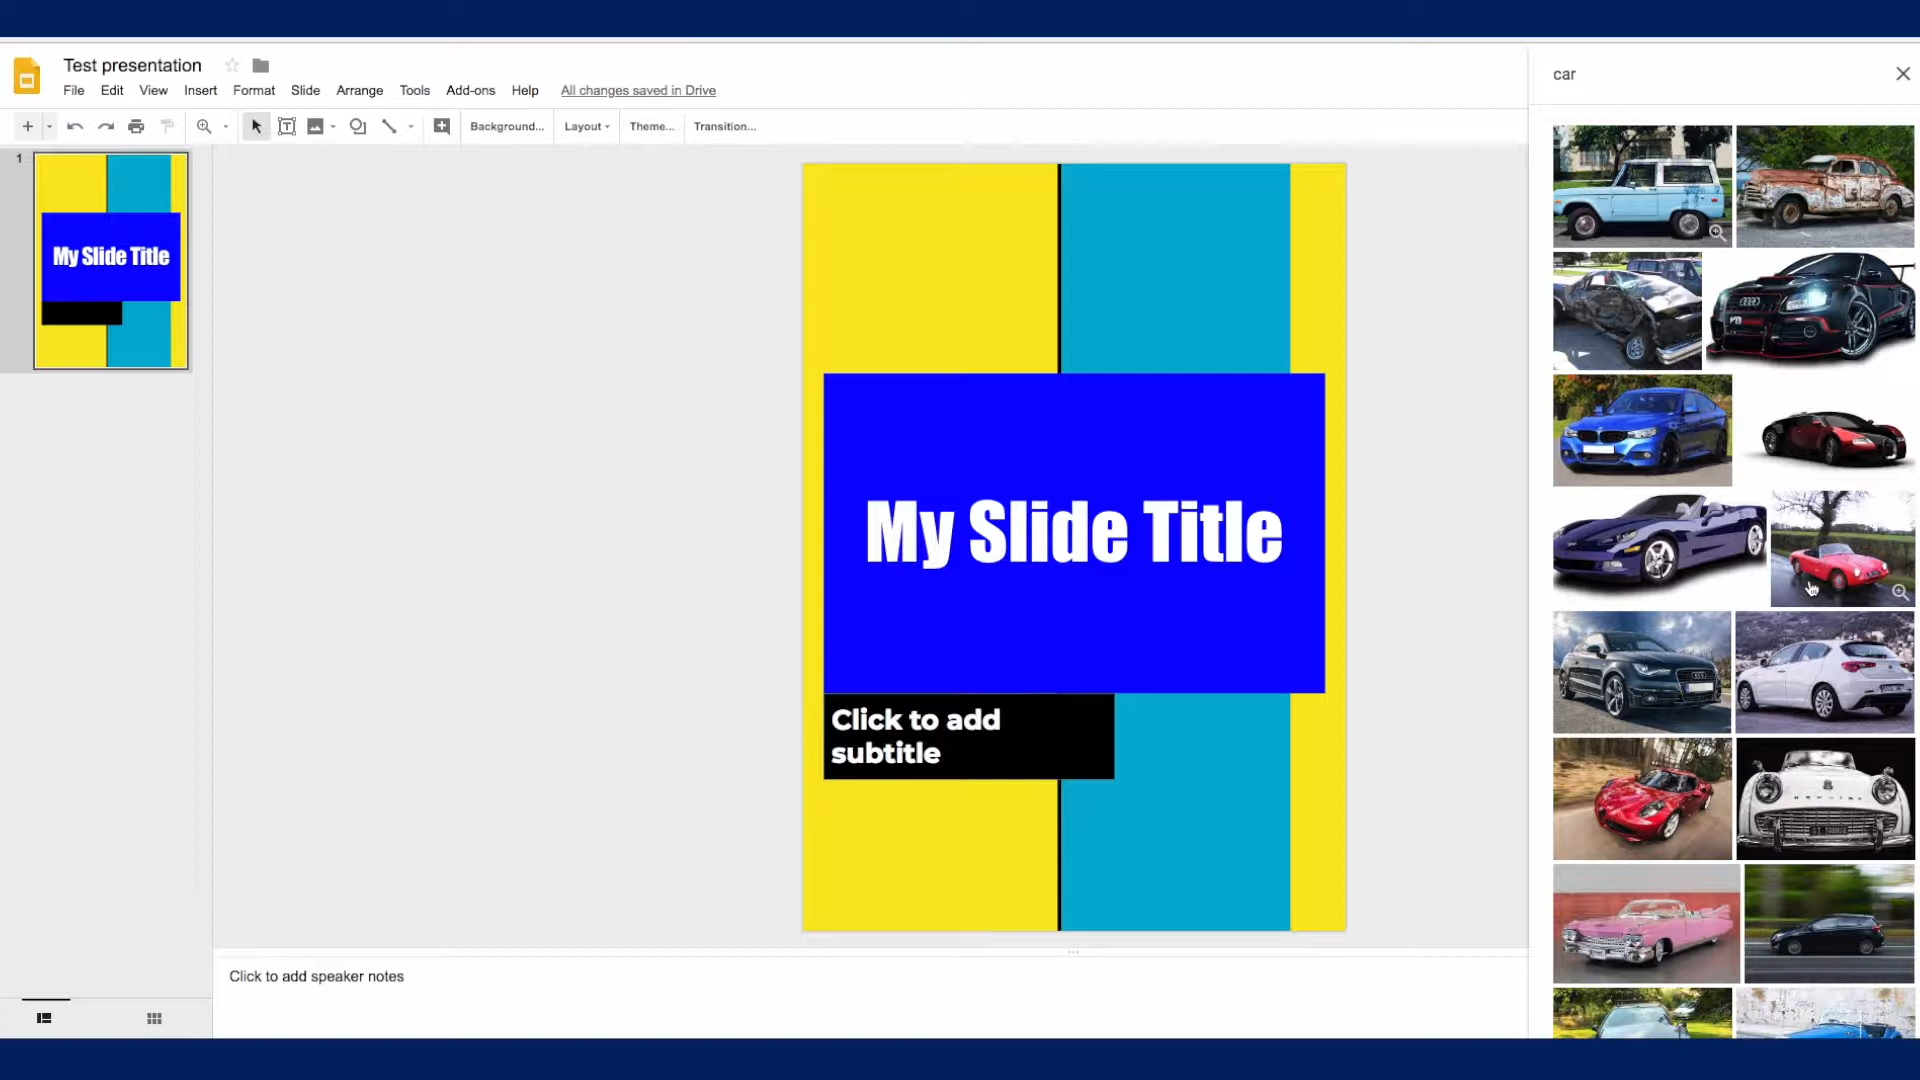 Test presentation
File Edit View Insert Format Slide Arrange Tools Add-ons Help All changes saved in Drive
Background... Layout Theme... Transition...
car
1
My Slide Title
My Slide Title
Click to add
subtitle
Click to add speaker notes